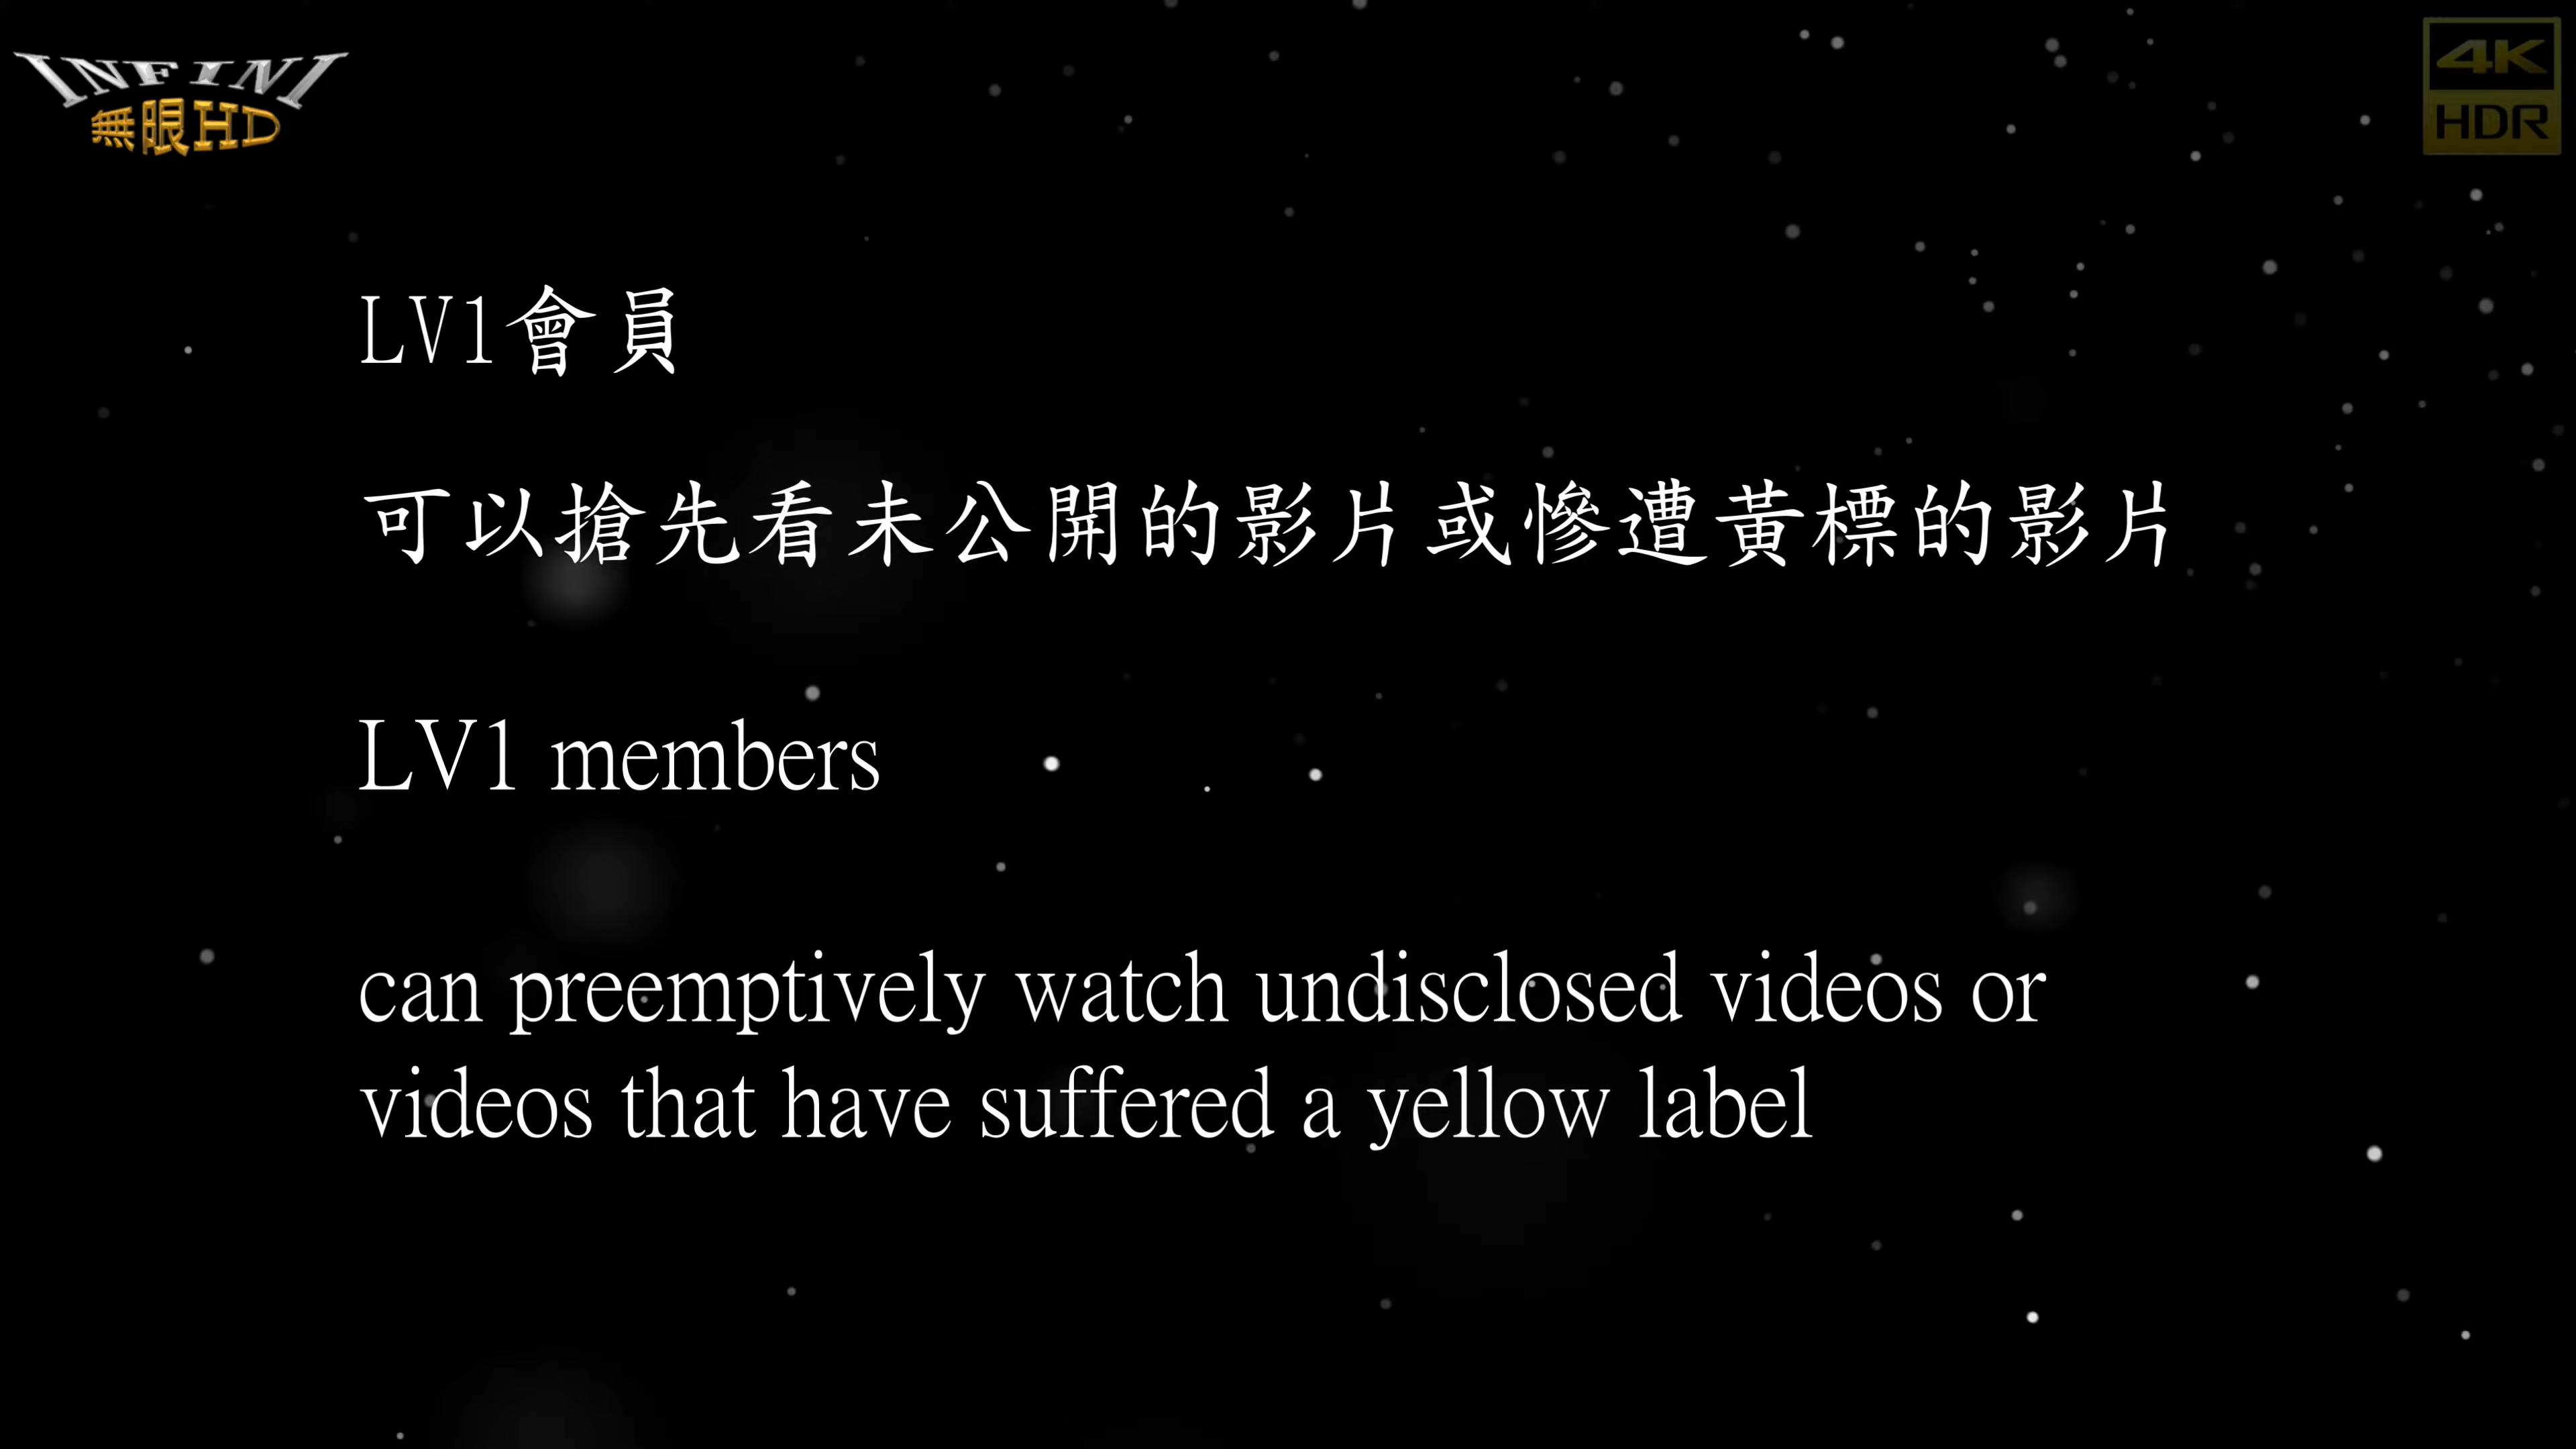 INFINI
無限HD
4K
HDR
LV1會員
可以搶先看未公開的影片或慘遭黃標的影片
LV1 members
can preemptively watch undisclosed videos or
videos that have suffered a yellow label